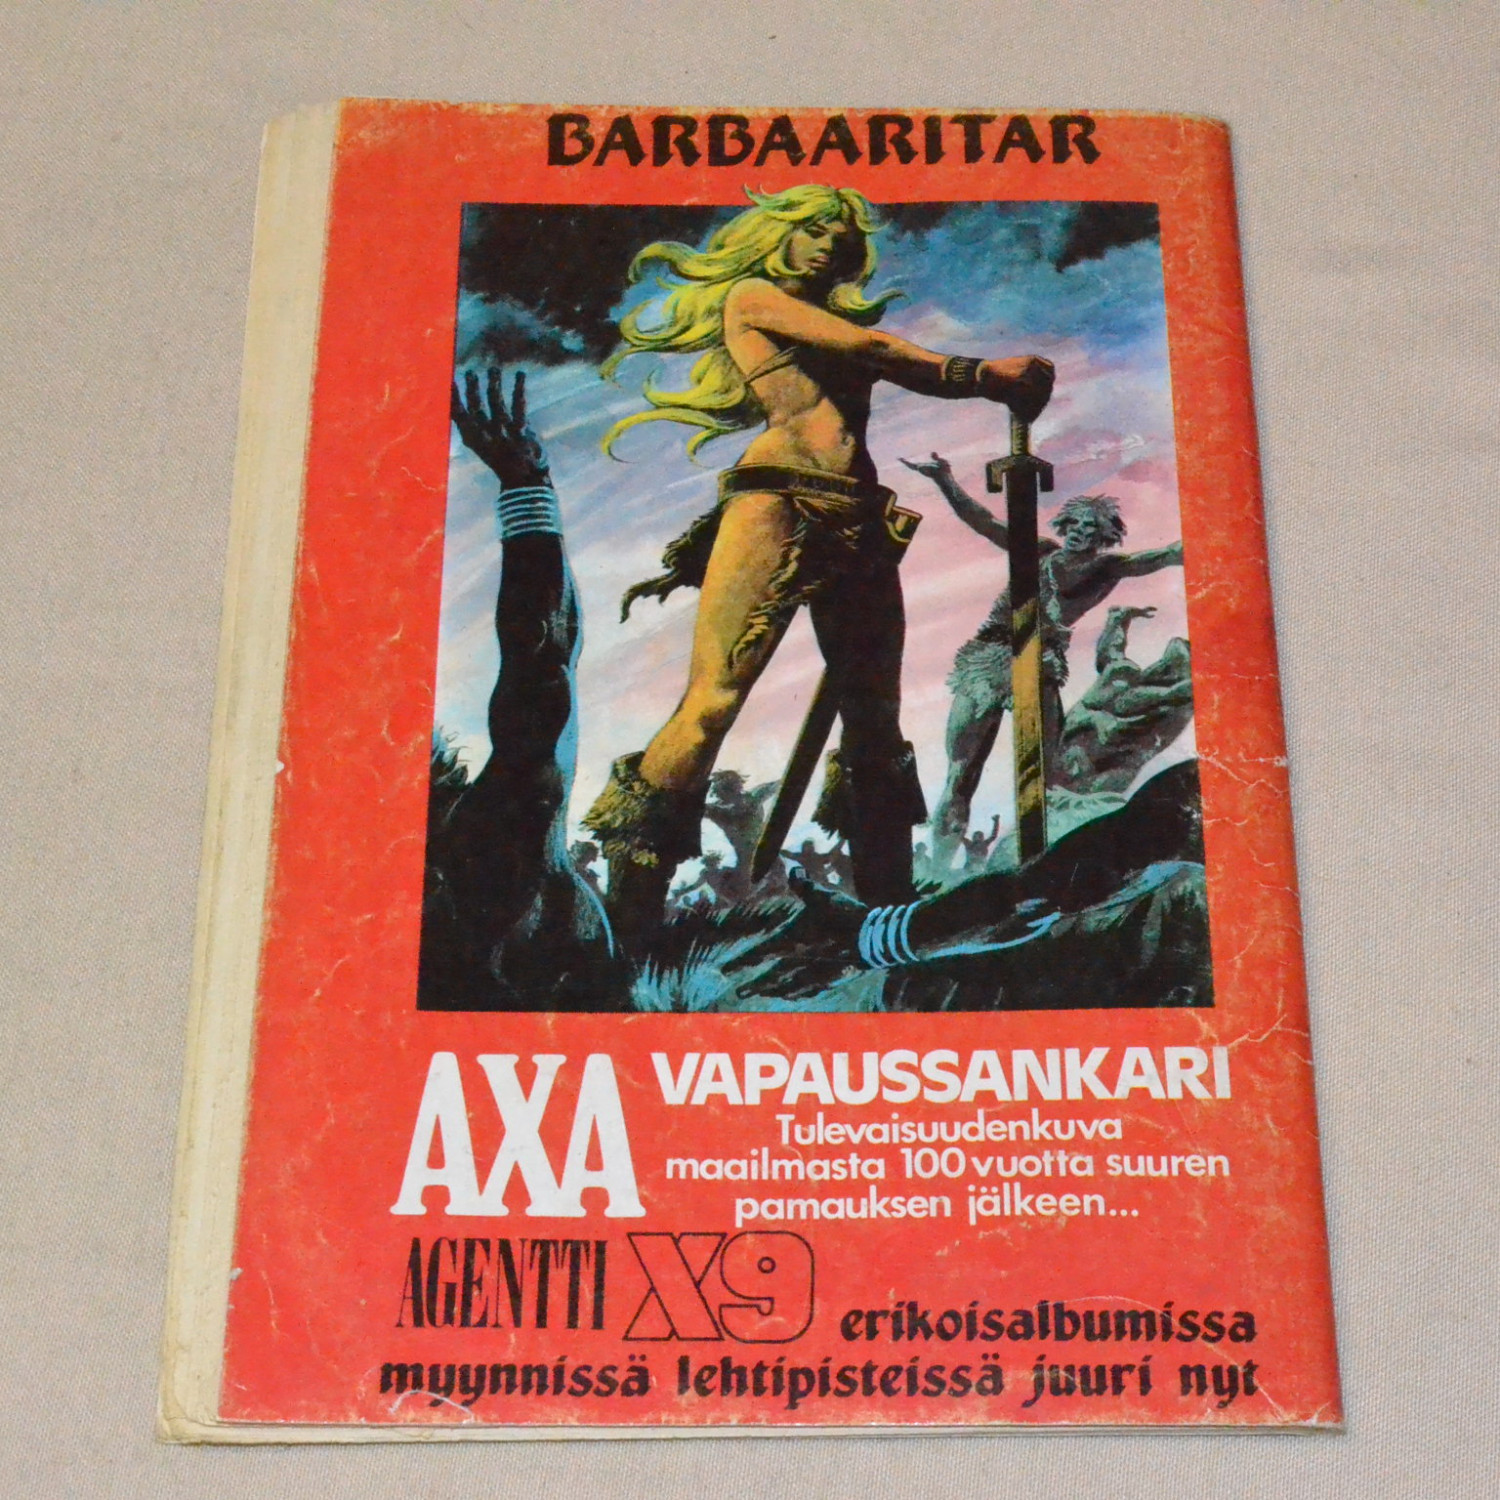 BARBAARITAR
AXA VAPAUSSANKARI
Tulevaisuudenkuva
maailmasta 100 vuotta suuren
pamauksen jälkeen...
AGENTTI X9 erikoisalbumissa
myynnissä lehtipisteissä juuri nyt